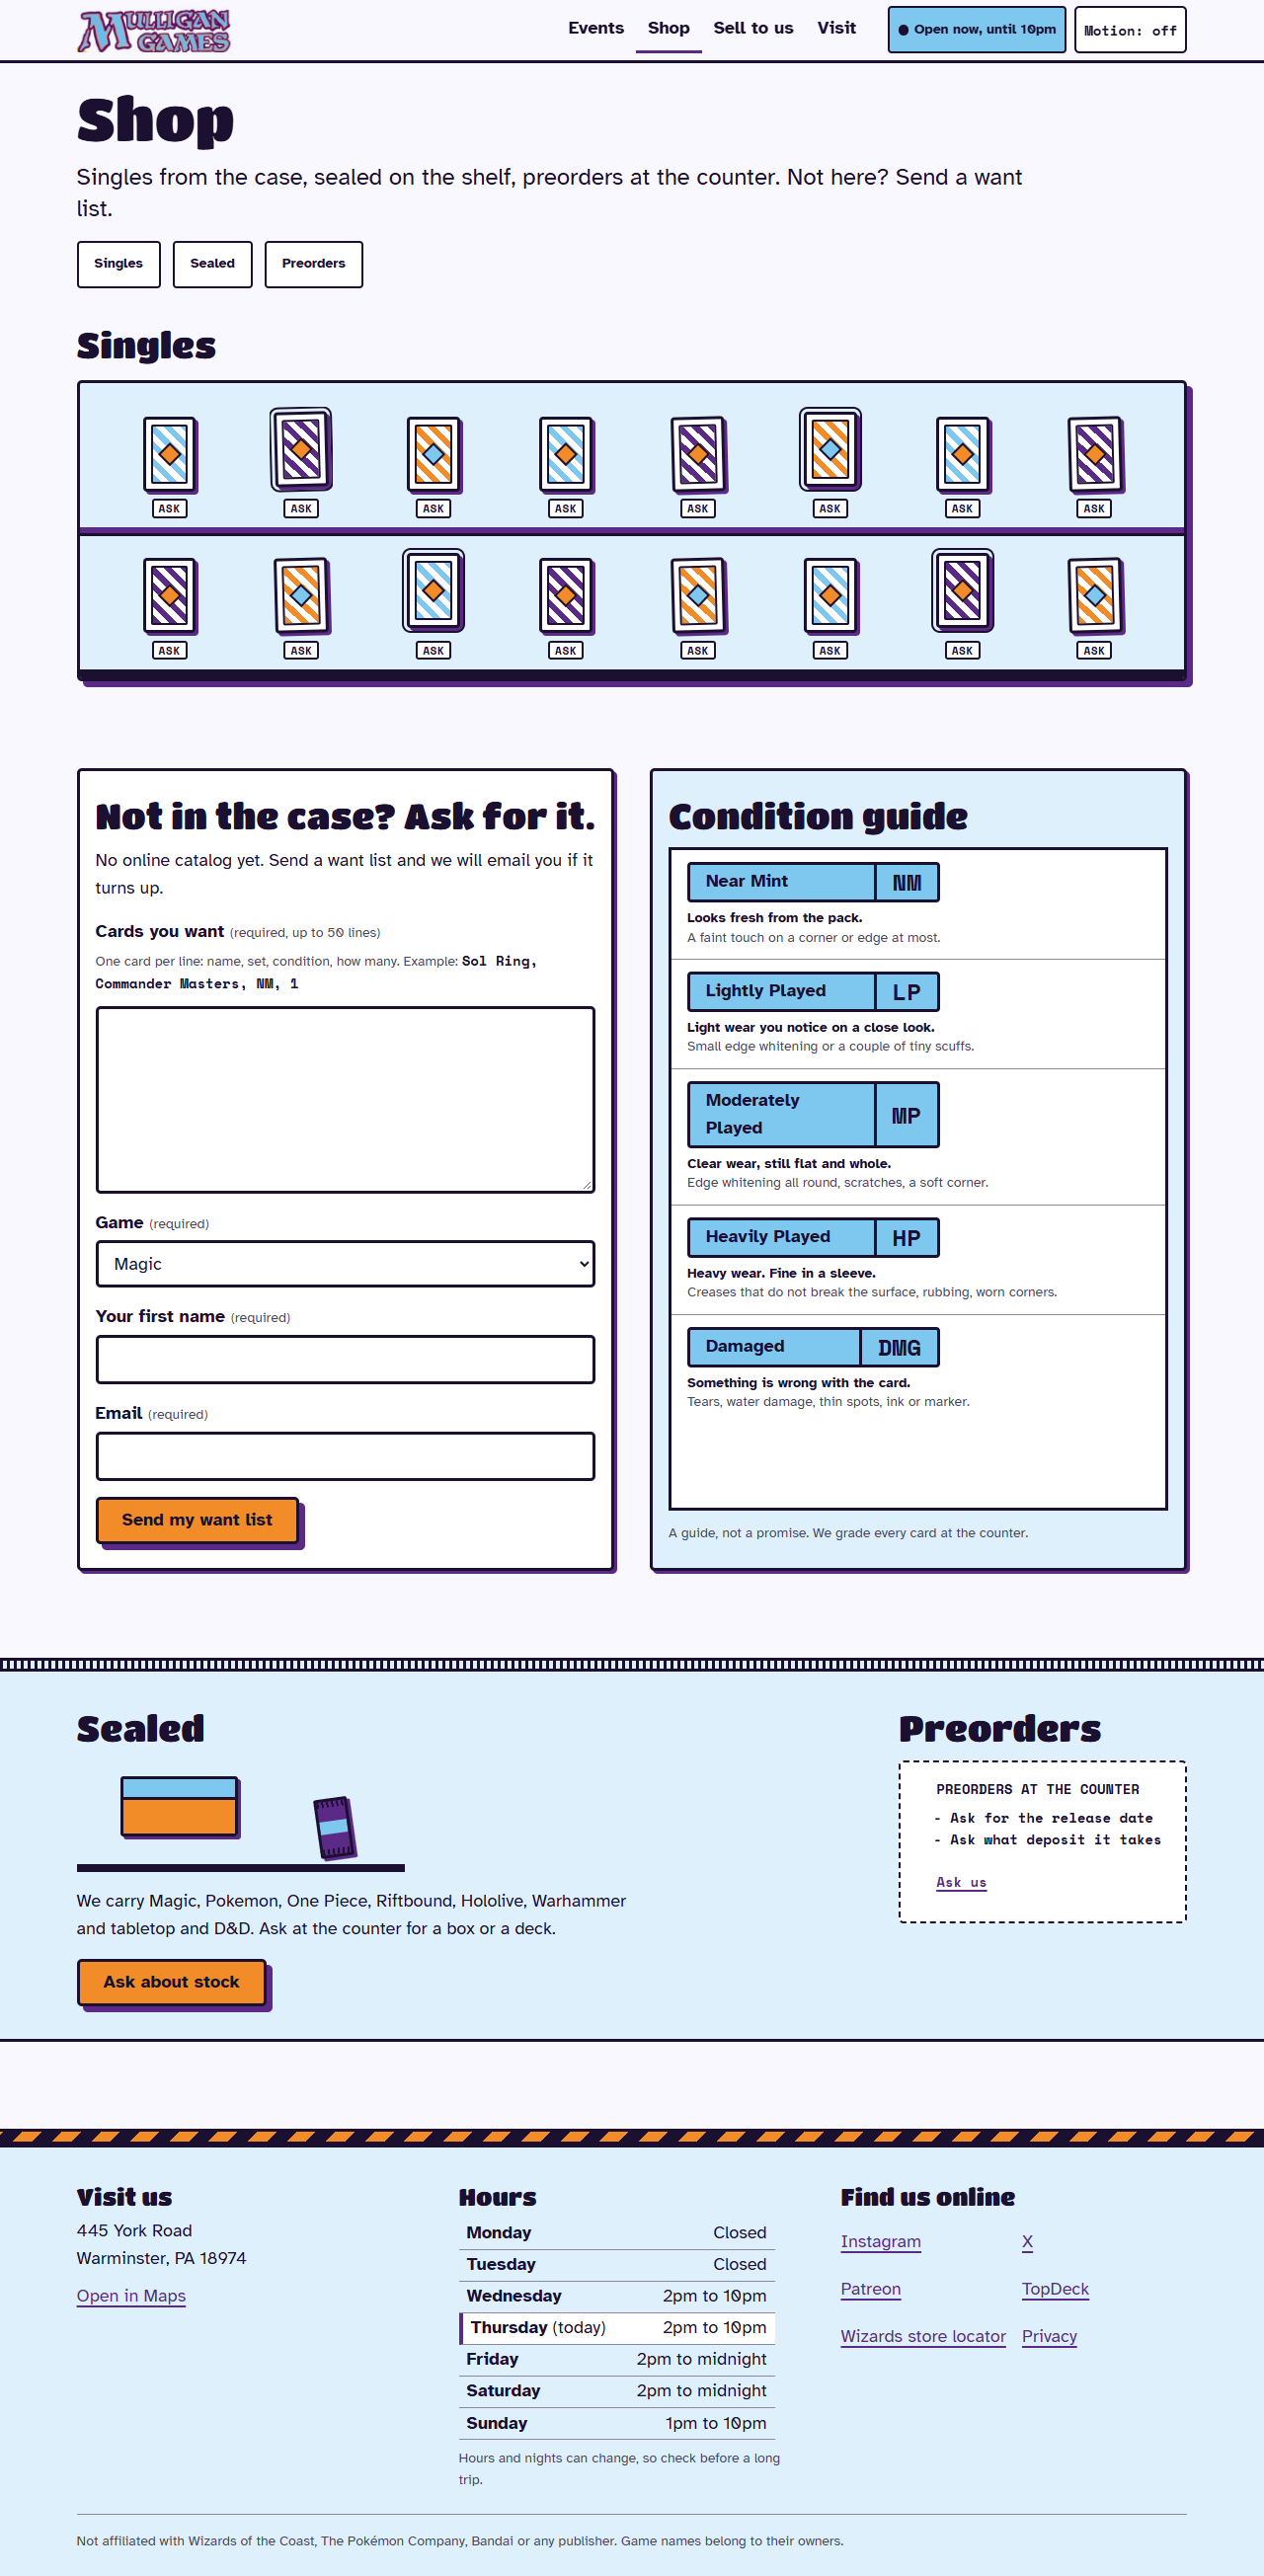 MULLIGAN
GAMES
Events Shop Sell to us Visit Open now, until 10pm Motion: off
Shop
Singles from the case, sealed on the shelf, preorders at the counter. Not here? Send a want
list.
Singles Sealed Preorders
Singles
ASK ASK ASK ASK ASK ASK ASK ASK
ASK ASK ASK ASK ASK ASK ASK ASK
Not in the case? Ask for it.
No online catalog yet. Send a want list and we will email you if it
turns up.
Cards you want (required, up to 50 lines)
One card per line: name, set, condition, how many. Example: Sol Ring,
Commander Masters, NM, 1
Game (required)
Magic
Your first name (required)
Email (required)
Send my want list
Condition guide
Near Mint NM
Looks fresh from the pack.
A faint touch on a corner or edge at most.
Lightly Played LP
Light wear you notice on a close look.
Small edge whitening or a couple of tiny scuffs.
Moderately
Played MP
Clear wear, still flat and whole.
Edge whitening all round, scratches, a soft corner.
Heavily Played HP
Heavy wear. Fine in a sleeve.
Creases that do not break the surface, rubbing, worn corners.
Damaged DMG
Something is wrong with the card.
Tears, water damage, thin spots, ink or marker.
A guide, not a promise. We grade every card at the counter.
Sealed
We carry Magic, Pokemon, One Piece, Riftbound, Hololive, Warhammer
and tabletop and D&D. Ask at the counter for a box or a deck.
Ask about stock
Preorders
PREORDERS AT THE COUNTER
- Ask for the release date
- Ask what deposit it takes
Ask us
Visit us
445 York Road
Warminster, PA 18974
Open in Maps
Hours
Monday Closed
Tuesday Closed
Wednesday 2pm to 10pm
Thursday (today) 2pm to 10pm
Friday 2pm to midnight
Saturday 2pm to midnight
Sunday 1pm to 10pm
Hours and nights can change, so check before a long
trip.
Find us online
Instagram X
Patreon TopDeck
Wizards store locator Privacy
Not affiliated with Wizards of the Coast, The Pokémon Company, Bandai or any publisher. Game names belong to their owners.